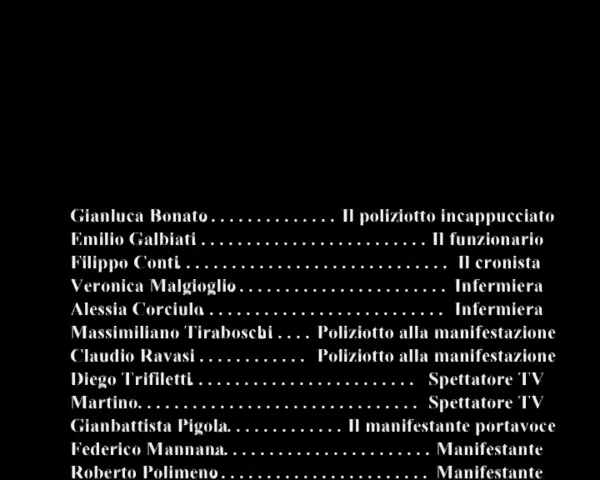 Gianluca Bonato.............. Il poliziotto incappucciato
Emilio Galbiati ......................... Il funzionario
Filippo Conti.............................. Il cronista
Veronica Malgioglio....................... Infermiera
Alessia Corciulo........................... Infermiera
Massimiliano Tiraboschi.... Poliziotto alla manifestazione
Claudio Ravasi ............ Poliziotto alla manifestazione
Diego Trifiletti......................... Spettatore TV
Martino............................... Spettatore TV
Gianbattista Pigola............. Il manifestante portavoce
Federico Mannana....................... Manifestante
Roberto Polimeno....................... Manifestante